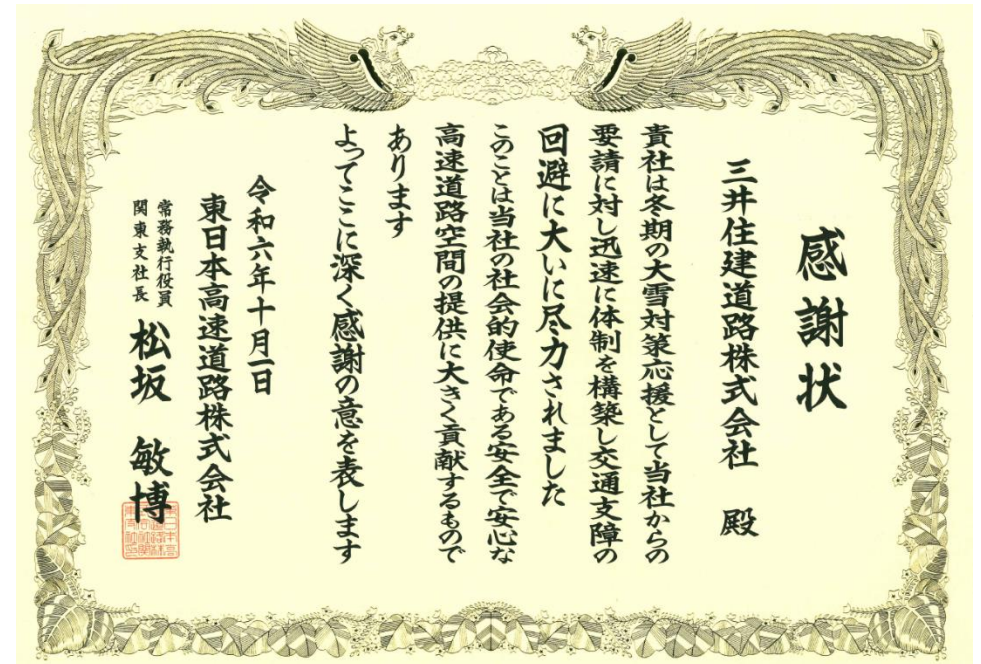 感謝状
三井住建道路株式会社 殿
貴社は冬期の大雪対策応援として当社からの
要請に対し迅速に体制を構築し交通支障の
回避に大いに尽力されました
このことは当社の社会的使命である安全で安心な
高速道路空間の提供に大きく貢献するもので
あります
よってここに深く感謝の意を表します
令和六年十月一日
東日本高速道路株式会社
常務執行役員
関東支社長
松坂 敏博